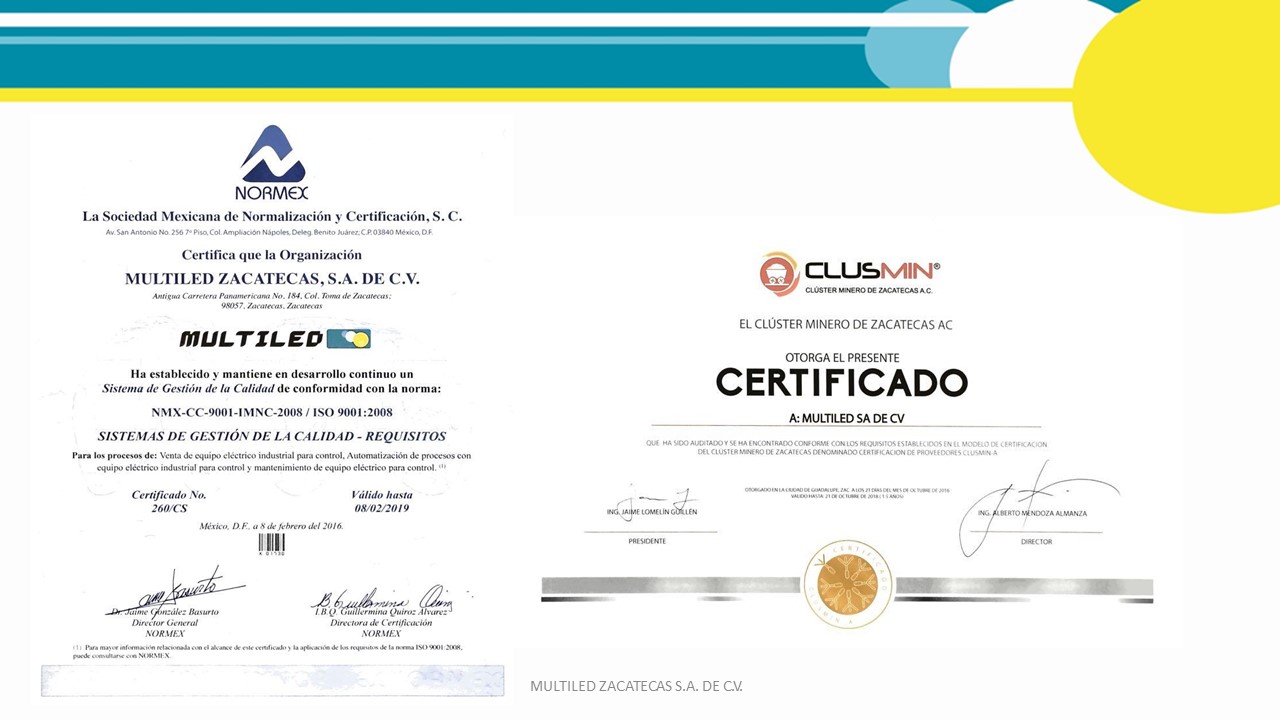 NORMEX
La Sociedad Mexicana de Normalización y Certificación, S. C.
Av. San Antonio No. 256 7º Piso, Col. Ampliación Nápoles, Deleg. Benito Juárez; C.P. 03840 México, D.F.
Certifica que la Organización
MULTILED ZACATECAS, S.A. DE C.V.
Antigua Carretera Panamericana No. 184, Col. Toma de Zacatecas;
98057, Zacatecas, Zacatecas
MULTILED
Ha establecido y mantiene en desarrollo continuo un
Sistema de Gestión de la Calidad de conformidad con la norma:
NMX-CC-9001-IMNC-2008 / ISO 9001:2008
SISTEMAS DE GESTIÓN DE LA CALIDAD - REQUISITOS
Para los procesos de: Venta de equipo eléctrico industrial para control, Automatización de procesos con
equipo eléctrico industrial para control y mantenimiento de equipo eléctrico para control. (1)
Certificado No.
260/CS
Válido hasta
08/02/2019
México, D.F., a 8 de febrero del 2016.
Dr. Jaime González Basurto
Director General
NORMEX
I.B.Q. Guillermina Quiroz Álvarez
Directora de Certificación
NORMEX
(1) Para mayor información relacionada con el alcance de este certificado y la aplicación de los requisitos de la norma ISO 9001:2008,
puede consultarse con NORMEX.
CLUSMIN®
CLÚSTER MINERO DE ZACATECAS A.C.
EL CLÚSTER MINERO DE ZACATECAS AC
OTORGA EL PRESENTE
CERTIFICADO
A: MULTILED SA DE CV
QUE HA SIDO AUDITADO Y SE HA ENCONTRADO CONFORME CON LOS REQUISITOS ESTABLECIDOS EN EL MODELO DE CERTIFICACION
DEL CLÚSTER MINERO DE ZACATECAS DENOMINADO CERTIFICACION DE PROVEEDORES CLUSMIN-A
OTORGADO EN LA CIUDAD DE GUADALUPE, ZAC. A LOS 21 DÍAS DEL MES DE OCTUBRE DE 2016
VALIDO HASTA: 21 DE OCTUBRE DE 2018 ( AÑOS)
ING. JAIME LOMELÍN GUILLÉN
PRESIDENTE
ING. ALBERTO MENDOZA ALMANZA
DIRECTOR
CERTIFICADO
CLUSMIN A
MULTILED ZACATECAS S.A. DE C.V.